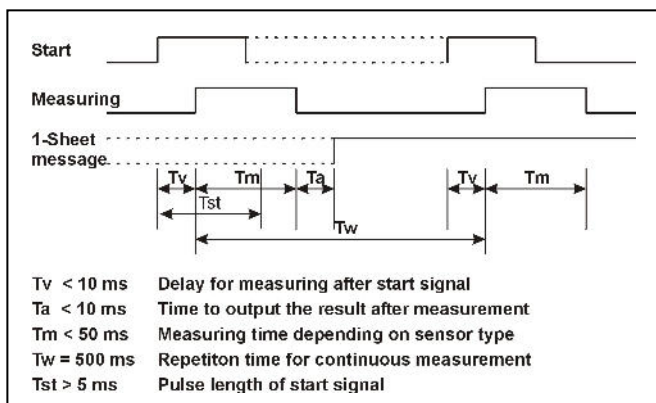 Start
Measuring
1-Sheet
message
Tv Tm Ta Tv Tm
Tst
Tw
Tv < 10 ms Delay for measuring after start signal
Ta < 10 ms Time to output the result after measurement
Tm < 50 ms Measuring time depending on sensor type
Tw = 500 ms Repetiton time for continuous measurement
Tst > 5 ms Pulse length of start signal